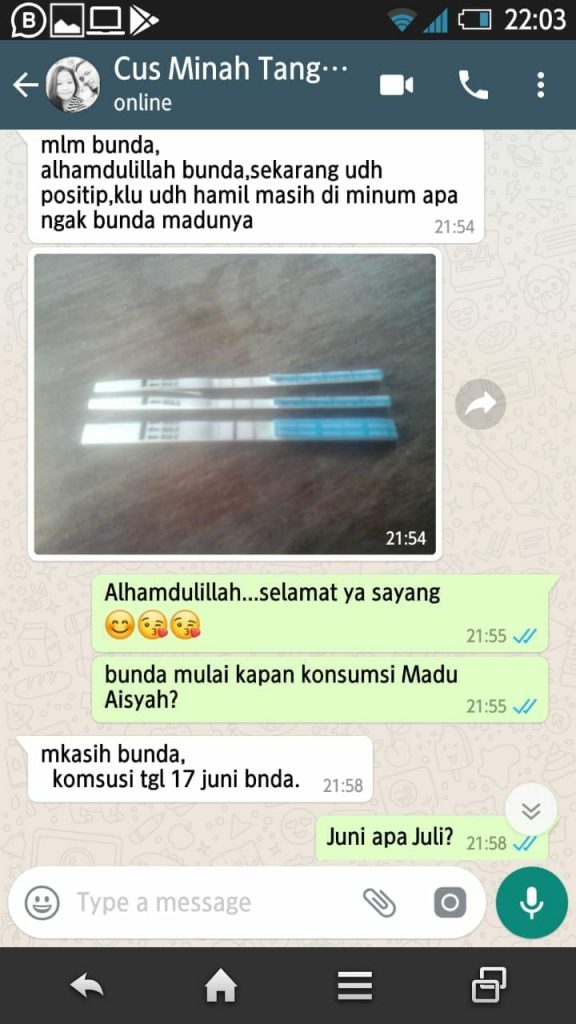 22:03
Cus Minah Tang...
online
mlm bunda,
alhamdulillah bunda,sekarang udh
positip,klu udh hamil masih di minum apa
ngak bunda madunya
21:54
21:54
Alhamdulillah...selamat ya sayang
😊😘😘
21:55
bunda mulai kapan konsumsi Madu
Aisyah?
21:55
mkasih bunda,
komsusi tgl 17 juni bnda.
21:58
Juni apa Juli?
21:58
Type a message